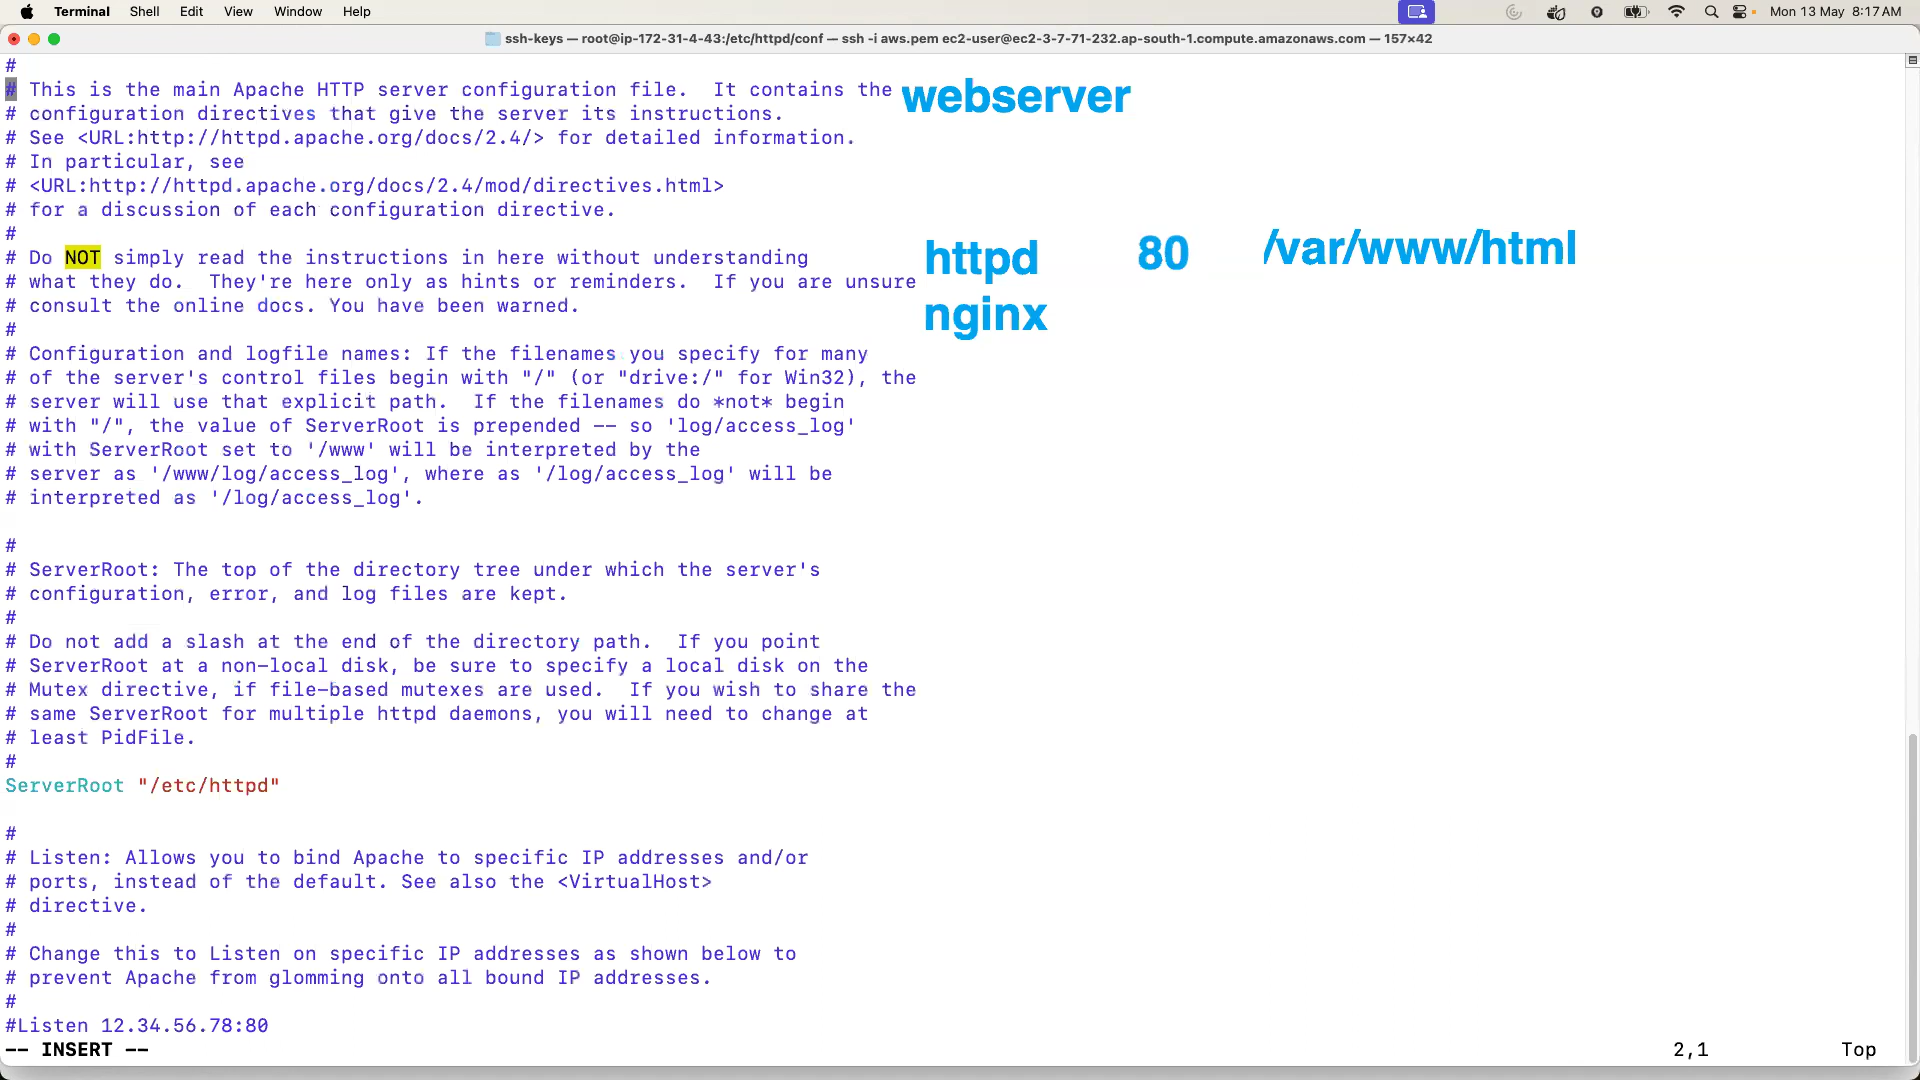 Terminal Shell Edit View Window Help Mon 13 May 8:17 AM
ssh-keys — root@ip-172-31-4-43:/etc/httpd/conf — ssh -i aws.pem ec2-user@ec2-3-7-71-232.ap-south-1.compute.amazonaws.com — 157×42
#
# This is the main Apache HTTP server configuration file.  It contains the
webserver
# configuration directives that give the server its instructions.
# See <URL:http://httpd.apache.org/docs/2.4/> for detailed information.
# In particular, see
# <URL:http://httpd.apache.org/docs/2.4/mod/directives.html>
# for a discussion of each configuration directive.
#
# Do NOT simply read the instructions in here without understanding
httpd 80 /var/www/html
# what they do.  They're here only as hints or reminders.  If you are unsure
# consult the online docs. You have been warned.
nginx
#
# Configuration and logfile names: If the filenames you specify for many
# of the server's control files begin with "/" (or "drive:/" for Win32), the
# server will use that explicit path.  If the filenames do *not* begin
# with "/", the value of ServerRoot is prepended -- so 'log/access_log'
# with ServerRoot set to '/www' will be interpreted by the
# server as '/www/log/access_log', where as '/log/access_log' will be
# interpreted as '/log/access_log'.
#
# ServerRoot: The top of the directory tree under which the server's
# configuration, error, and log files are kept.
#
# Do not add a slash at the end of the directory path.  If you point
# ServerRoot at a non-local disk, be sure to specify a local disk on the
# Mutex directive, if file-based mutexes are used.  If you wish to share the
# same ServerRoot for multiple httpd daemons, you will need to change at
# least PidFile.
#
ServerRoot "/etc/httpd"
#
# Listen: Allows you to bind Apache to specific IP addresses and/or
# ports, instead of the default. See also the <VirtualHost>
# directive.
#
# Change this to Listen on specific IP addresses as shown below to
# prevent Apache from glomming onto all bound IP addresses.
#
#Listen 12.34.56.78:80
-- INSERT -- 2,1 Top